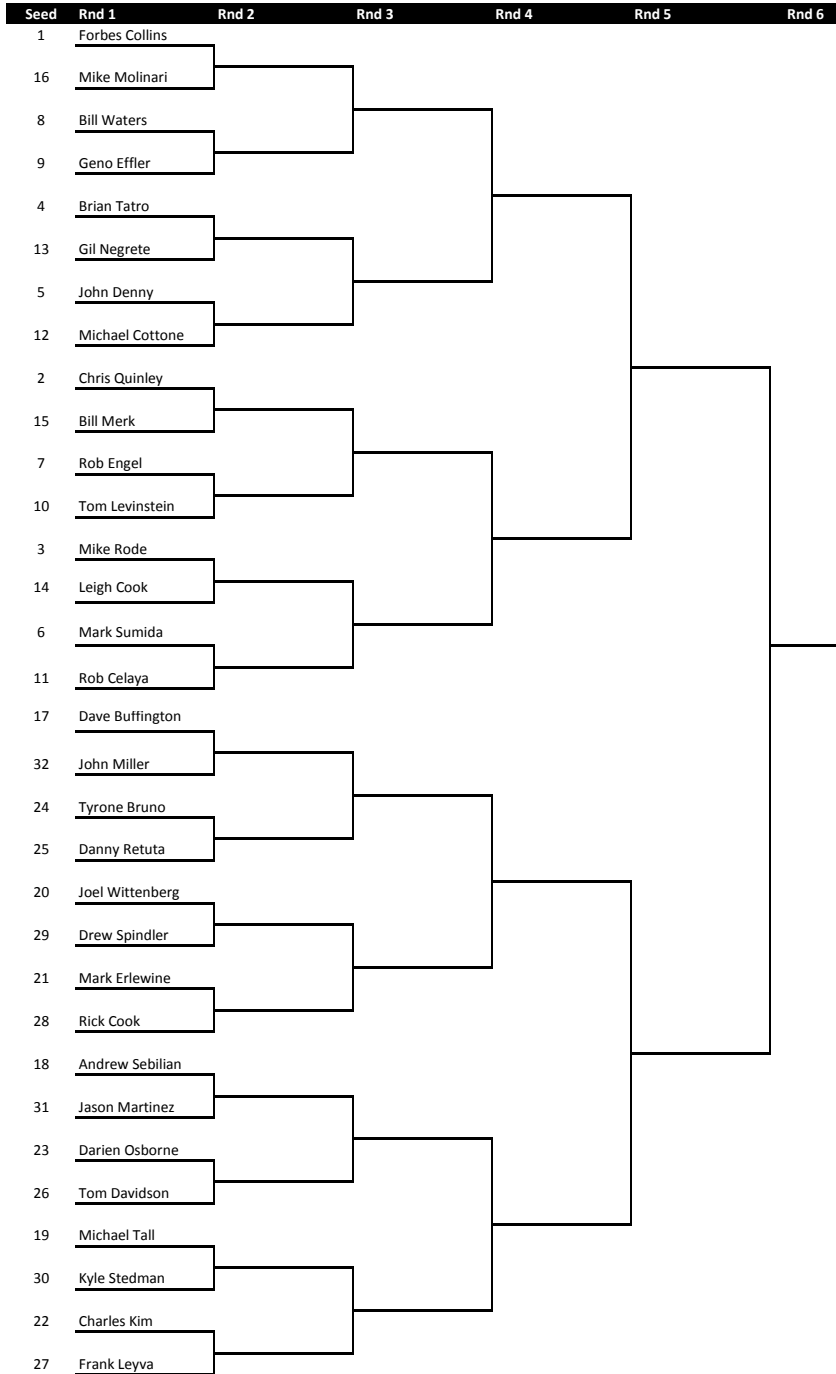 Seed Rnd 1 Rnd 2 Rnd 3 Rnd 4 Rnd 5 Rnd 6
1 Forbes Collins
16 Mike Molinari
8 Bill Waters
9 Geno Effler
4 Brian Tatro
13 Gil Negrete
5 John Denny
12 Michael Cottone
2 Chris Quinley
15 Bill Merk
7 Rob Engel
10 Tom Levinstein
3 Mike Rode
14 Leigh Cook
6 Mark Sumida
11 Rob Celaya
17 Dave Buffington
32 John Miller
24 Tyrone Bruno
25 Danny Retuta
20 Joel Wittenberg
29 Drew Spindler
21 Mark Erlewine
28 Rick Cook
18 Andrew Sebilian
31 Jason Martinez
23 Darien Osborne
26 Tom Davidson
19 Michael Tall
30 Kyle Stedman
22 Charles Kim
27 Frank Leyva